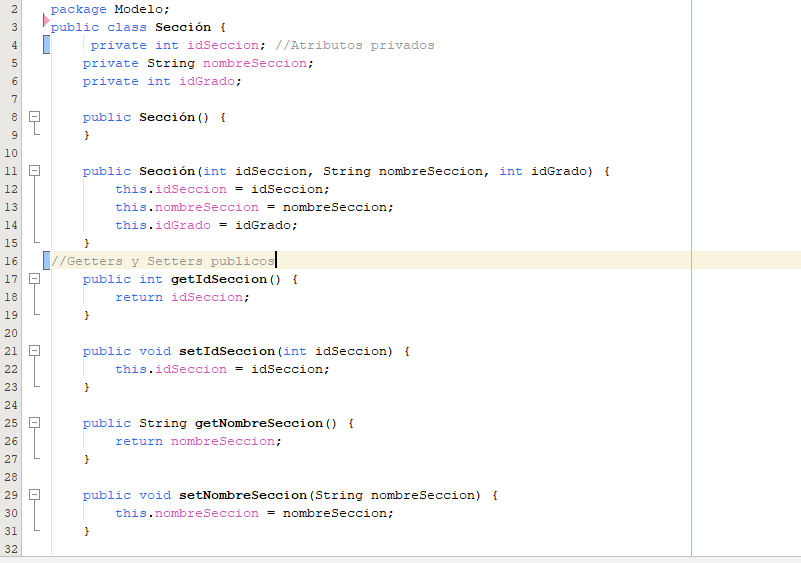 2 package Modelo;
3 public class Sección {
4 private int idSeccion; //Atributos privados
5 private String nombreSeccion;
6 private int idGrado;
7
8 public Sección() {
9 }
10
11 public Sección(int idSeccion, String nombreSeccion, int idGrado) {
12 this.idSeccion = idSeccion;
13 this.nombreSeccion = nombreSeccion;
14 this.idGrado = idGrado;
15 }
16 //Getters y Setters publicos
17 public int getIdSeccion() {
18 return idSeccion;
19 }
20
21 public void setIdSeccion(int idSeccion) {
22 this.idSeccion = idSeccion;
23 }
24
25 public String getNombreSeccion() {
26 return nombreSeccion;
27 }
28
29 public void setNombreSeccion(String nombreSeccion) {
30 this.nombreSeccion = nombreSeccion;
31 }
32